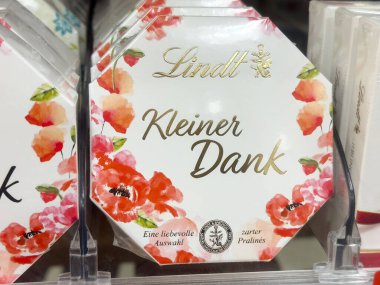 Lindt
Kleiner
Dank
Eine liebevolle
Auswahl
zarter
Pralinés